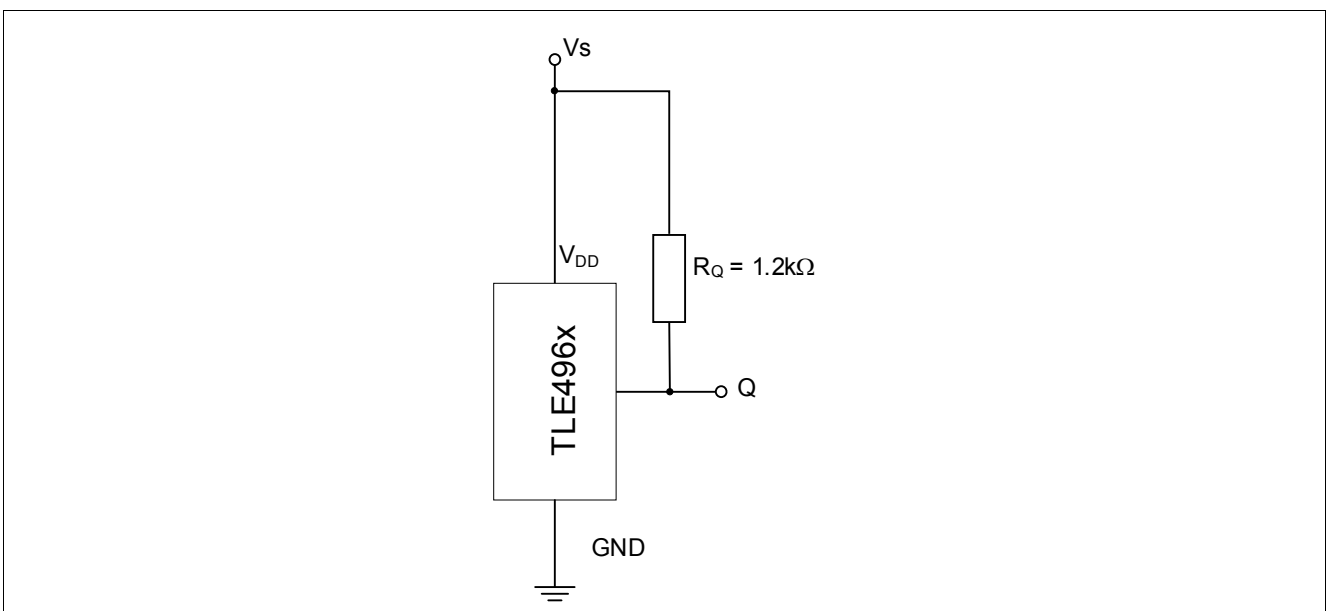 Vs
VDD
RQ = 1.2kΩ
TLE496x
Q
GND